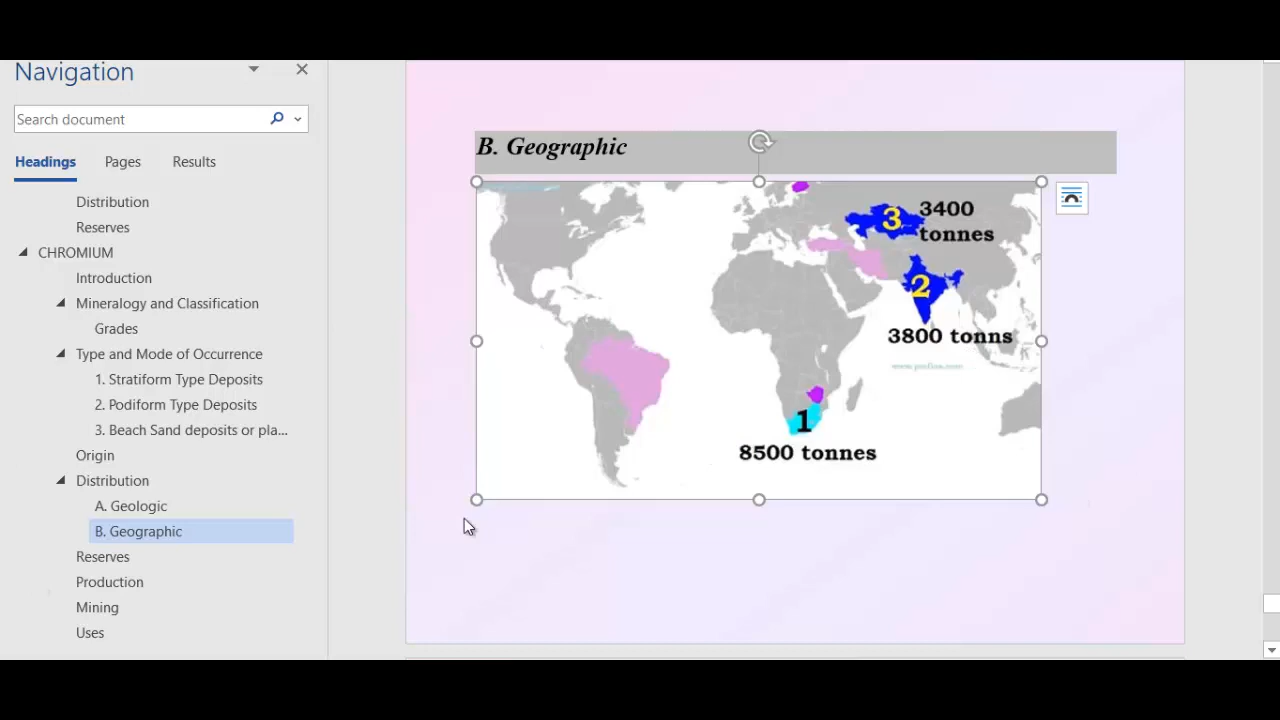 Navigation
Search document
Headings Pages Results
Distribution
Reserves
CHROMIUM
Introduction
Mineralogy and Classification
Grades
Type and Mode of Occurrence
1. Stratiform Type Deposits
2. Podiform Type Deposits
3. Beach Sand deposits or pla...
Origin
Distribution
A. Geologic
B. Geographic
Reserves
Production
Mining
Uses
B. Geographic
3 3400
tonnes
2
3800 tonns
1
8500 tonnes